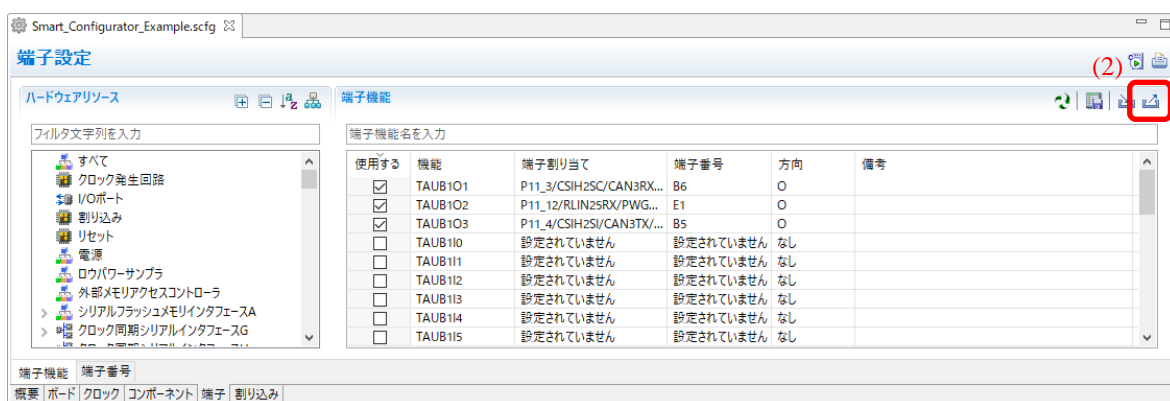 Smart_Configurator_Example.scfg
端子設定
(2)
ハードウェアリソース
端子機能
フィルタ文字列を入力
端子機能名を入力
すべて
クロック発生回路
I/Oポート
割り込み
リセット
電源
ロウパワーサンプラ
外部メモリアクセスコントローラ
シリアルフラッシュメモリインタフェースA
クロック同期シリアルインタフェースG
使用する 機能 端子割り当て 端子番号 方向 備考
TAUB1O1 P11_3/CSIH2SC/CAN3RX... B6 O
TAUB1O2 P11_12/RLIN25RX/PWG... E1 O
TAUB1O3 P11_4/CSIH2SI/CAN3TX/... B5 O
TAUB1I0 設定されていません 設定されていません なし
TAUB1I1 設定されていません 設定されていません なし
TAUB1I2 設定されていません 設定されていません なし
TAUB1I3 設定されていません 設定されていません なし
TAUB1I4 設定されていません 設定されていません なし
TAUB1I5 設定されていません 設定されていません なし
端子機能 端子番号
概要 ボード クロック コンポーネント 端子 割り込み